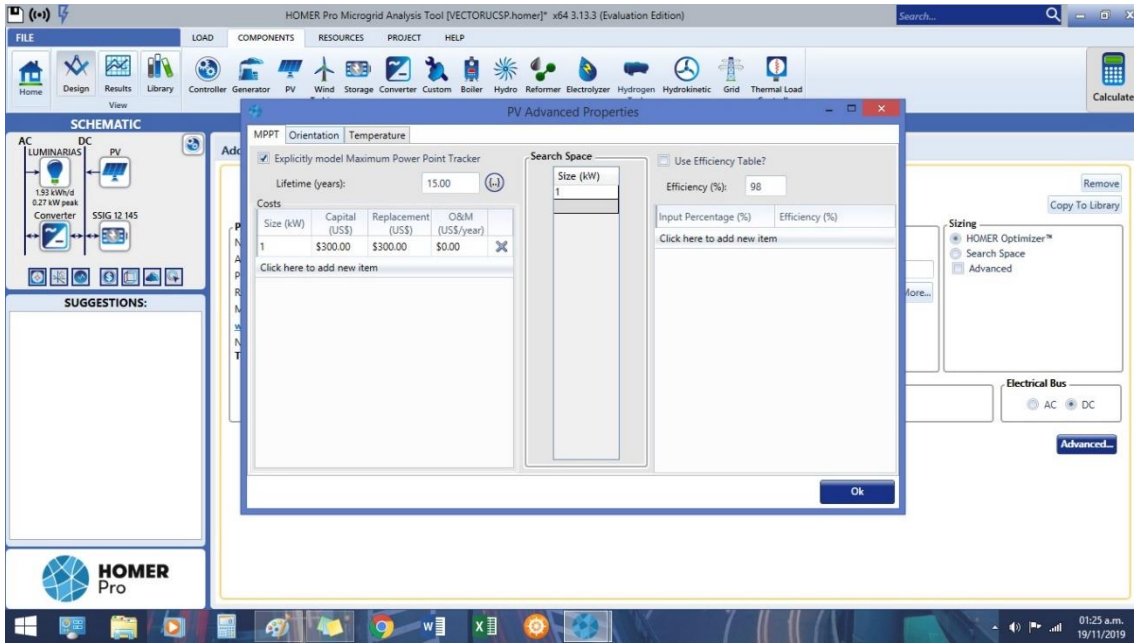 HOMER Pro Microgrid Analysis Tool [VECTORUCSP.homer]* x64 3.13.3 (Evaluation Edition)
Search...
FILE
LOAD COMPONENTS RESOURCES PROJECT HELP
Home Design Results Library Controller Generator PV Wind Storage Converter Custom Boiler Hydro Reformer Electrolyzer Hydrogen Hydrokinetic Grid Thermal Load
View
Calculate
SCHEMATIC
AC DC
LUMINARIAS PV
1.93 kWh/d
0.27 kW peak
Converter SSIG 12 145
SUGGESTIONS:
HOMER
Pro
PV Advanced Properties
MPPT Orientation Temperature
Explicitly model Maximum Power Point Tracker
Lifetime (years): 15.00 (..)
Costs
Size (kW) Capital (US$) Replacement (US$) O&M (US$/year)
1 $300.00 $300.00 $0.00
Click here to add new item
Search Space
Size (kW)
1
Use Efficiency Table?
Efficiency (%): 98
Input Percentage (%) Efficiency (%)
Click here to add new item
Ok
Remove
Copy To Library
Sizing
HOMER Optimizer™
Search Space
Advanced
More...
Electrical Bus
AC DC
Advanced...
01:25 a.m.
19/11/2019